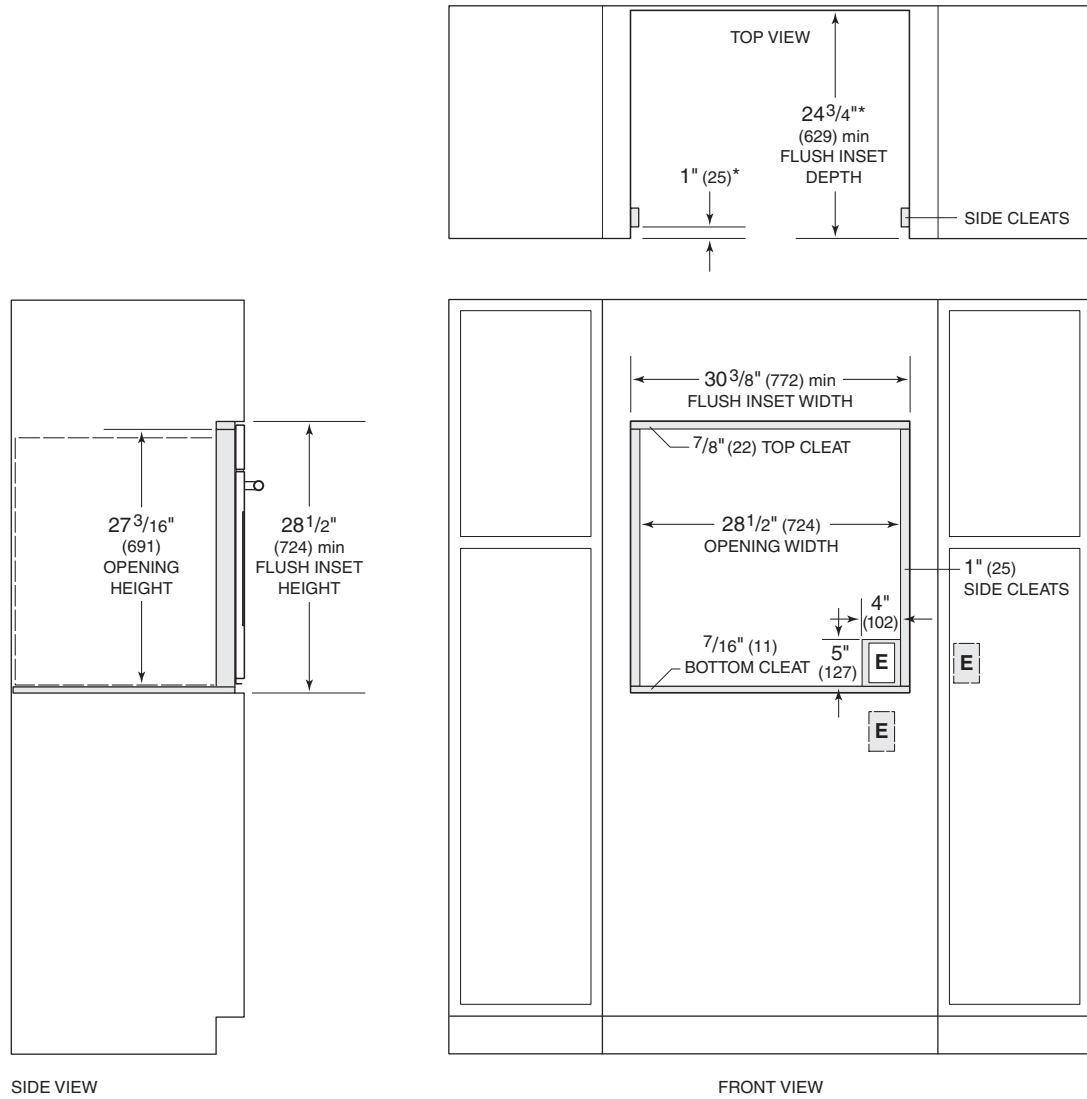 TOP VIEW
24 3/4"*
(629) min
FLUSH INSET
DEPTH
1" (25)*
SIDE CLEATS
30 3/8" (772) min
FLUSH INSET WIDTH
7/8" (22) TOP CLEAT
27 3/16"
(691)
OPENING
HEIGHT
28 1/2"
(724) min
FLUSH INSET
HEIGHT
28 1/2" (724)
OPENING WIDTH
1" (25)
SIDE CLEATS
4"
(102)
7/16" (11)
BOTTOM CLEAT
5"
(127)
E
E
E
SIDE VIEW
FRONT VIEW